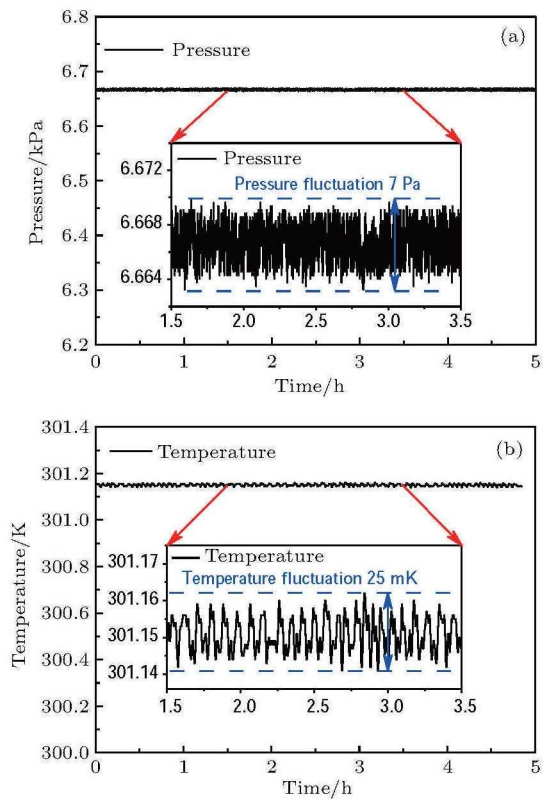 6.8
6.7
6.6
6.5
6.4
6.3
6.2
Pressure/kPa
Pressure
(a)
6.672
6.668
6.664
Pressure
Pressure fluctuation 7 Pa
1.5 2.0 2.5 3.0 3.5
0 1 2 3 4 5
Time/h
301.4
301.2
301.0
300.8
300.6
300.4
300.2
300.0
Temperature/K
Temperature
(b)
301.17
301.16
301.15
301.14
Temperature
Temperature fluctuation 25 mK
1.5 2.0 2.5 3.0 3.5
0 1 2 3 4 5
Time/h